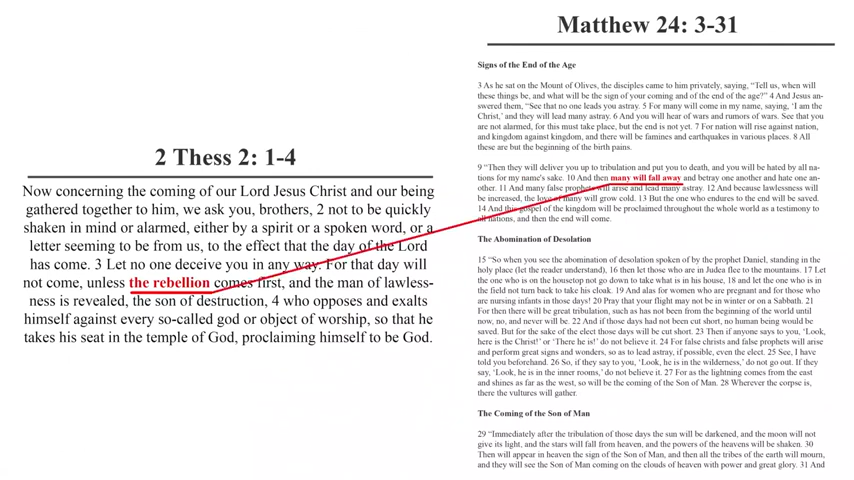 2 Thess 2: 1-4
Now concerning the coming of our Lord Jesus Christ and our being
gathered together to him, we ask you, brothers, 2 not to be quickly
shaken in mind or alarmed, either by a spirit or a spoken word, or a
letter seeming to be from us, to the effect that the day of the Lord
has come. 3 Let no one deceive you in any way. For that day will
not come, unless the rebellion comes first, and the man of lawless-
ness is revealed, the son of destruction, 4 who opposes and exalts
himself against every so-called god or object of worship, so that he
takes his seat in the temple of God, proclaiming himself to be God.
Matthew 24: 3-31
Signs of the End of the Age
3 As he sat on the Mount of Olives, the disciples came to him privately, saying, “Tell us, when will
these things be, and what will be the sign of your coming and of the end of the age?” 4 And Jesus an-
swered them, “See that no one leads you astray. 5 For many will come in my name, saying, ‘I am the
Christ,’ and they will lead many astray. 6 And you will hear of wars and rumors of wars. See that you
are not alarmed, for this must take place, but the end is not yet. 7 For nation will rise against nation,
and kingdom against kingdom, and there will be famines and earthquakes in various places. 8 All
these are but the beginning of the birth pains.
9 “Then they will deliver you up to tribulation and put you to death, and you will be hated by all na-
tions for my name's sake. 10 And then many will fall away and betray one another and hate one an-
other. 11 And many false prophets will arise and lead many astray. 12 And because lawlessness will
be increased, the love of many will grow cold. 13 But the one who endures to the end will be saved.
14 And this gospel of the kingdom will be proclaimed throughout the whole world as a testimony to
all nations, and then the end will come.
The Abomination of Desolation
15 “So when you see the abomination of desolation spoken of by the prophet Daniel, standing in the
holy place (let the reader understand), 16 then let those who are in Judea flee to the mountains. 17 Let
the one who is on the housetop not go down to take what is in his house, 18 and let the one who is in
the field not turn back to take his cloak. 19 And alas for women who are pregnant and for those who
are nursing infants in those days! 20 Pray that your flight may not be in winter or on a Sabbath. 21
For then there will be great tribulation, such as has not been from the beginning of the world until
now, no, and never will be. 22 And if those days had not been cut short, no human being would be
saved. But for the sake of the elect those days will be cut short. 23 Then if anyone says to you, ‘Look,
here is the Christ!’ or ‘There he is!’ do not believe it. 24 For false christs and false prophets will arise
and perform great signs and wonders, so as to lead astray, if possible, even the elect. 25 See, I have
told you beforehand. 26 So, if they say to you, ‘Look, he is in the wilderness,’ do not go out. If they
say, ‘Look, he is in the inner rooms,’ do not believe it. 27 For as the lightning comes from the east
and shines as far as the west, so will be the coming of the Son of Man. 28 Wherever the corpse is,
there the vultures will gather.
The Coming of the Son of Man
29 “Immediately after the tribulation of those days the sun will be darkened, and the moon will not
give its light, and the stars will fall from heaven, and the powers of the heavens will be shaken. 30
Then will appear in heaven the sign of the Son of Man, and then all the tribes of the earth will mourn,
and they will see the Son of Man coming on the clouds of heaven with power and great glory. 31 And